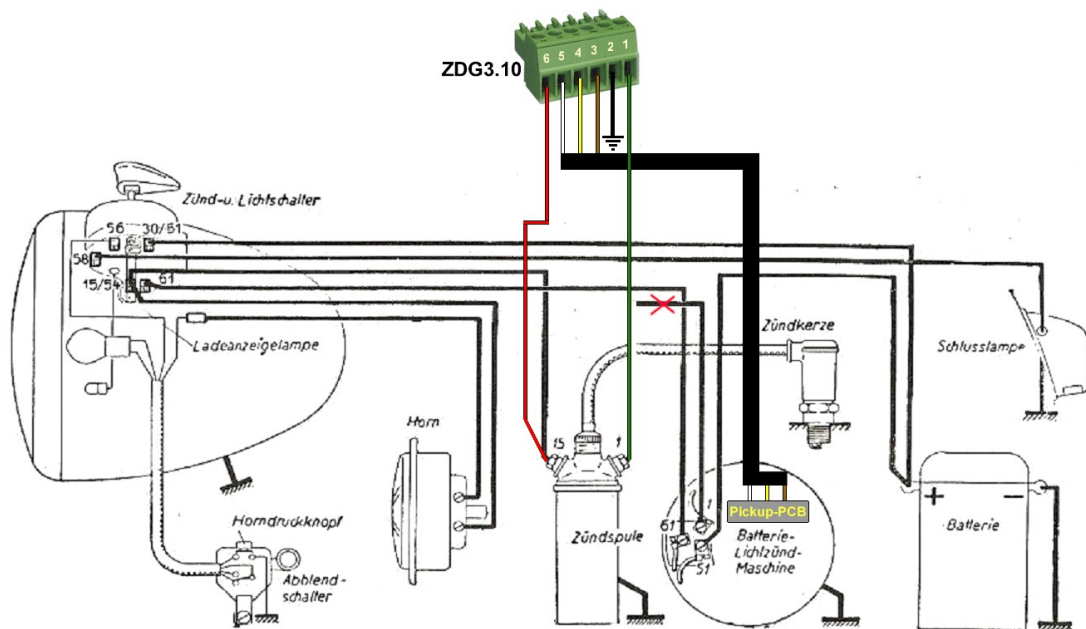 6 5 4 3 2 1
ZDG3.10
Zünd-u. Lichtschalter
56 30/51
58
15/54 61
Ladeanzeigelampe
Zündkerze
Schlusslampe
Horn
15 1
Horndruckknopf
Abblend-
schalter
Zündspule
Pickup-PCB
1
61
51
Batterie-
Lichtzünd-
Maschine
+ −
Batterie